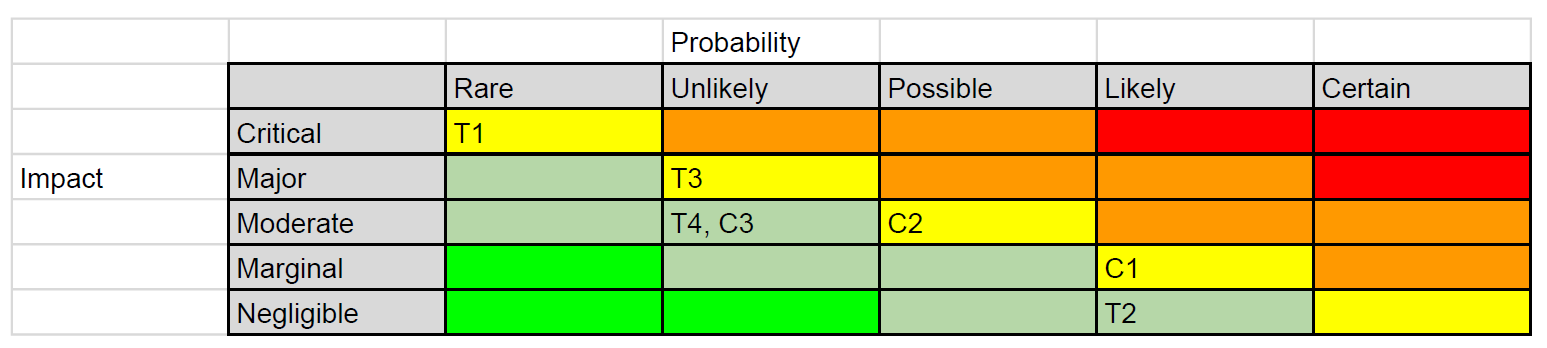 Probability
Rare Unlikely Possible Likely Certain
Critical T1
Impact Major T3
Moderate T4, C3 C2
Marginal C1
Negligible T2